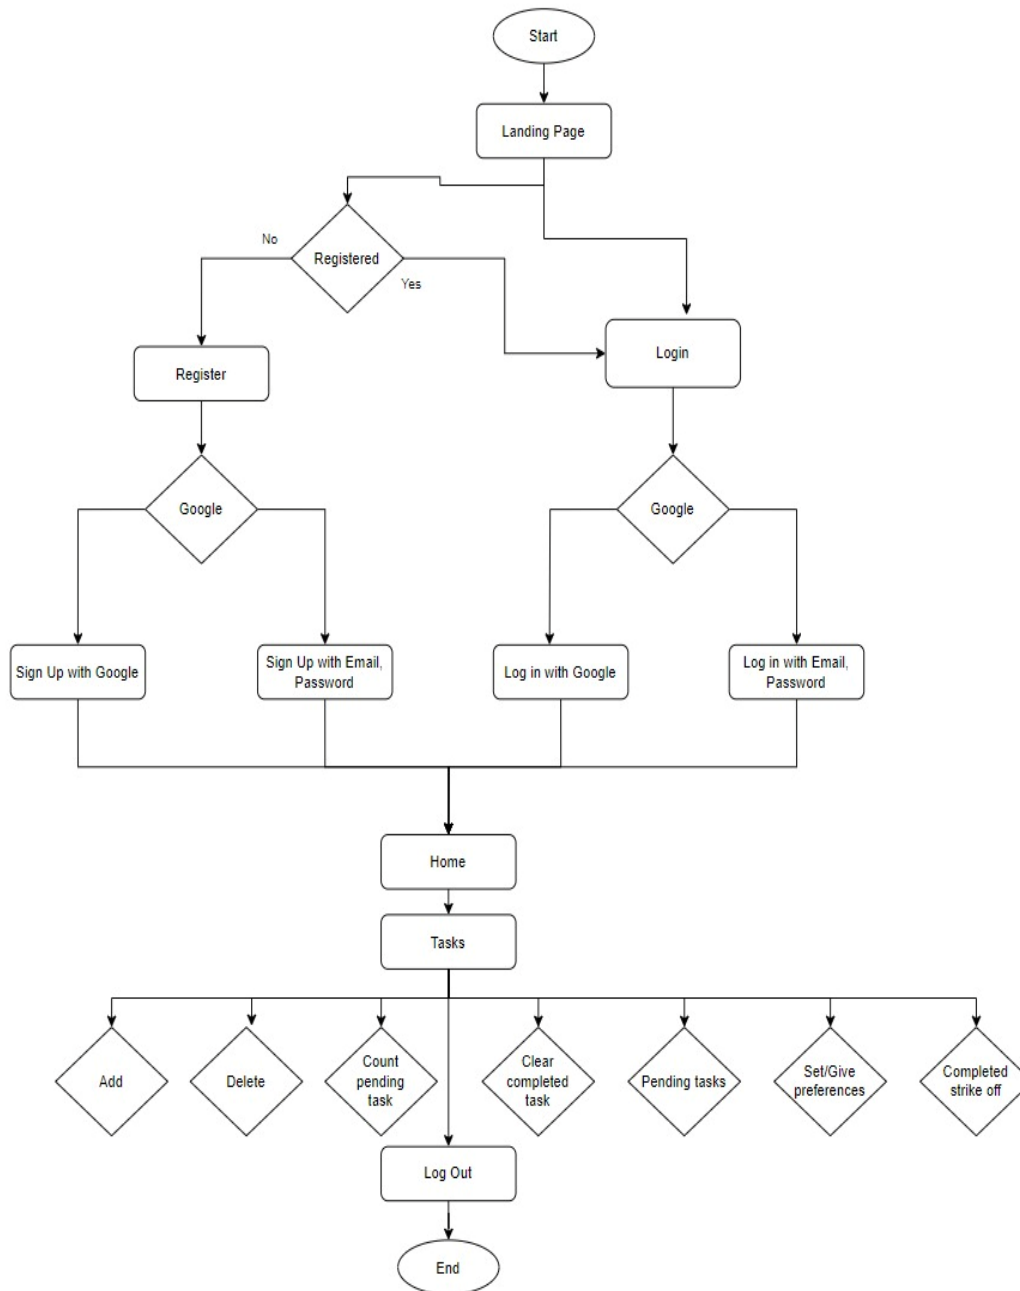 Start
Landing Page
No
Registered
Yes
Login
Register
Google
Google
Sign Up with Google
Sign Up with Email,
Password
Log in with Google
Log in with Email,
Password
Home
Tasks
Add
Delete
Count
pending
task
Clear
completed
task
Pending tasks
Set/Give
preferences
Completed
strike off
Log Out
End